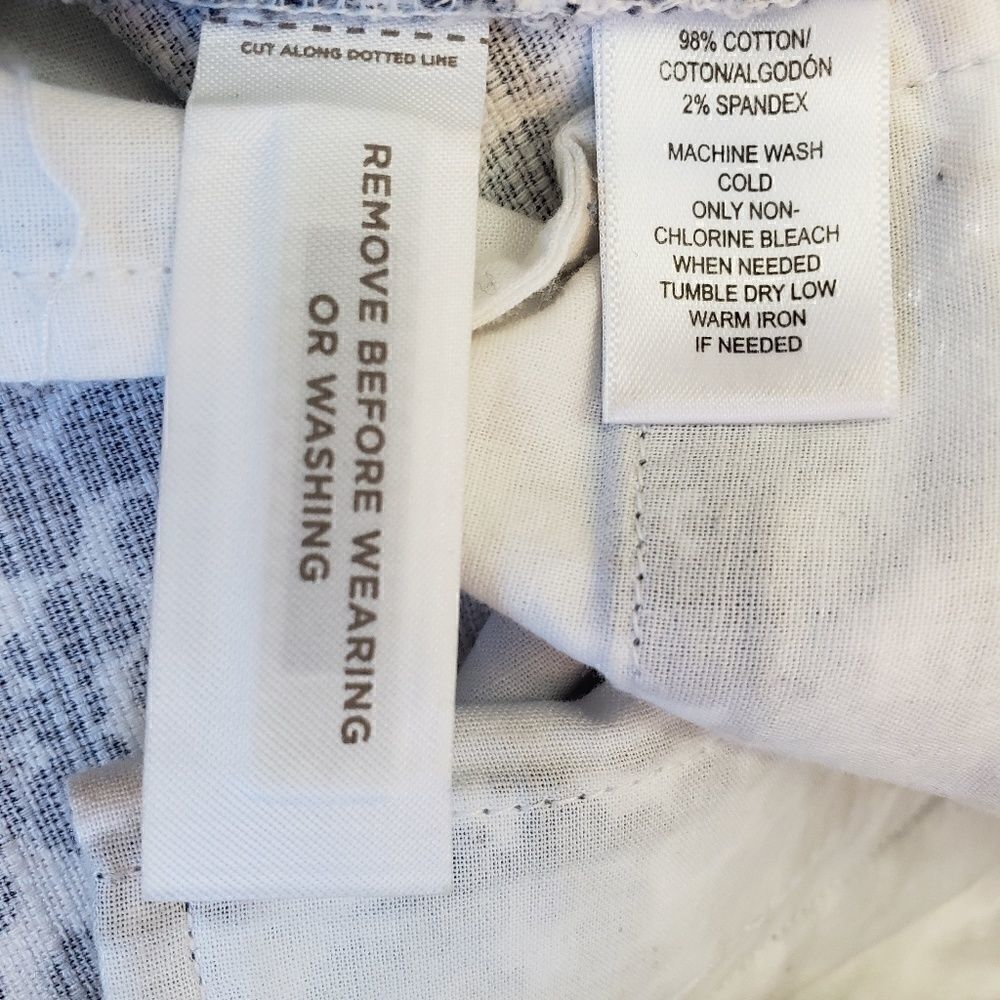 CUT ALONG DOTTED LINE
REMOVE BEFORE WEARING
OR WASHING
98% COTTON/
COTON/ALGODÓN
2% SPANDEX
MACHINE WASH
COLD
ONLY NON-
CHLORINE BLEACH
WHEN NEEDED
TUMBLE DRY LOW
WARM IRON
IF NEEDED